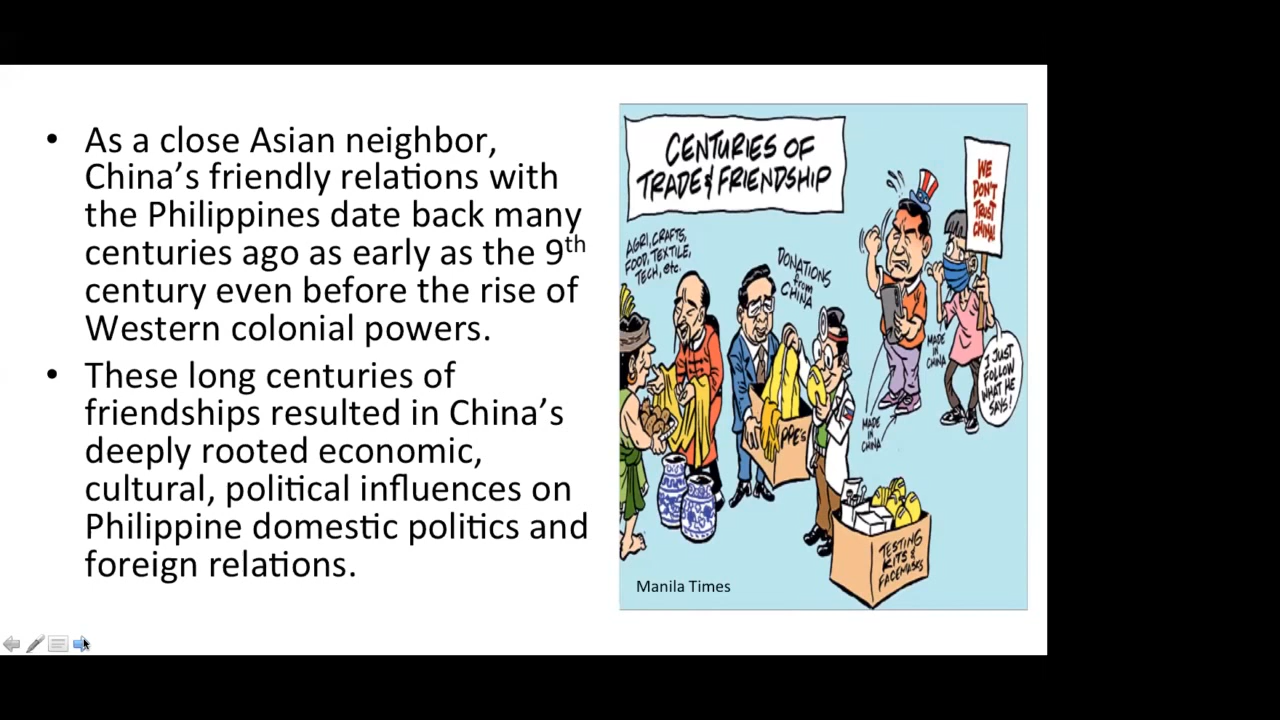 • As a close Asian neighbor,
China’s friendly relations with
the Philippines date back many
centuries ago as early as the 9th
century even before the rise of
Western colonial powers.
• These long centuries of
friendships resulted in China’s
deeply rooted economic,
cultural, political influences on
Philippine domestic politics and
foreign relations.
CENTURIES OF
TRADE & FRIENDSHIP
AGRI, CRAFTS,
FOOD, TEXTILE,
TECH, etc.
DONATIONS
from
CHINA
WE
DON'T
TRUST
CHINA!
MADE
IN
CHINA
I JUST
FOLLOW
WHAT HE
SAYS!
MADE
IN
CHINA
PPE's
TESTING
KITS &
Manila Times